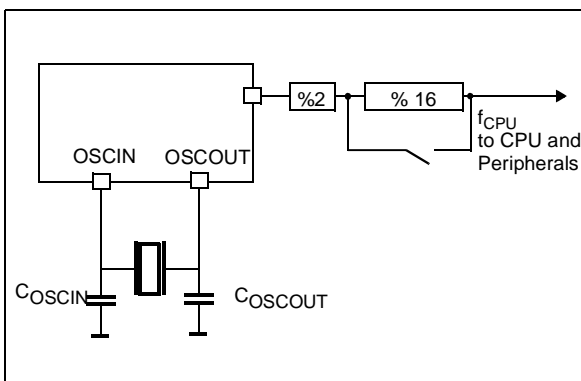 %2
% 16
fCPU
to CPU and
Peripherals
OSCIN
OSCOUT
COSCIN
COSCOUT